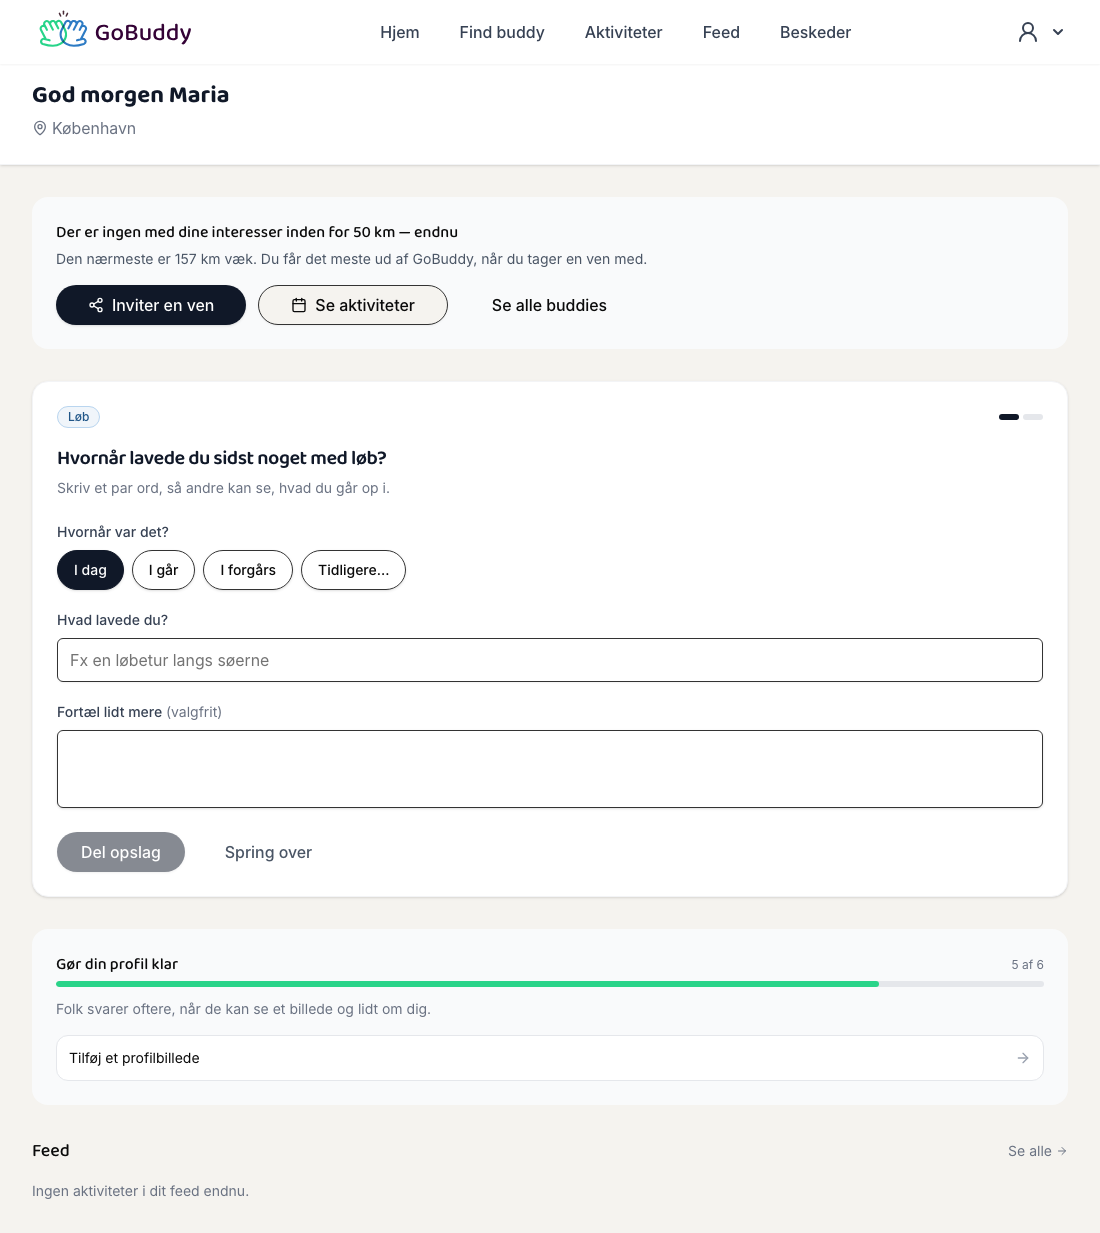 GoBuddy
Hjem Find buddy Aktiviteter Feed Beskeder
God morgen Maria
København
Der er ingen med dine interesser inden for 50 km — endnu
Den nærmeste er 157 km væk. Du får det meste ud af GoBuddy, når du tager en ven med.
Inviter en ven Se aktiviteter Se alle buddies
Løb
Hvornår lavede du sidst noget med løb?
Skriv et par ord, så andre kan se, hvad du går op i.
Hvornår var det?
I dag I går I forgårs Tidligere...
Hvad lavede du?
Fx en løbetur langs søerne
Fortæl lidt mere (valgfrit)
Del opslag Spring over
Gør din profil klar 5 af 6
Folk svarer oftere, når de kan se et billede og lidt om dig.
Tilføj et profilbillede
Feed Se alle
Ingen aktiviteter i dit feed endnu.